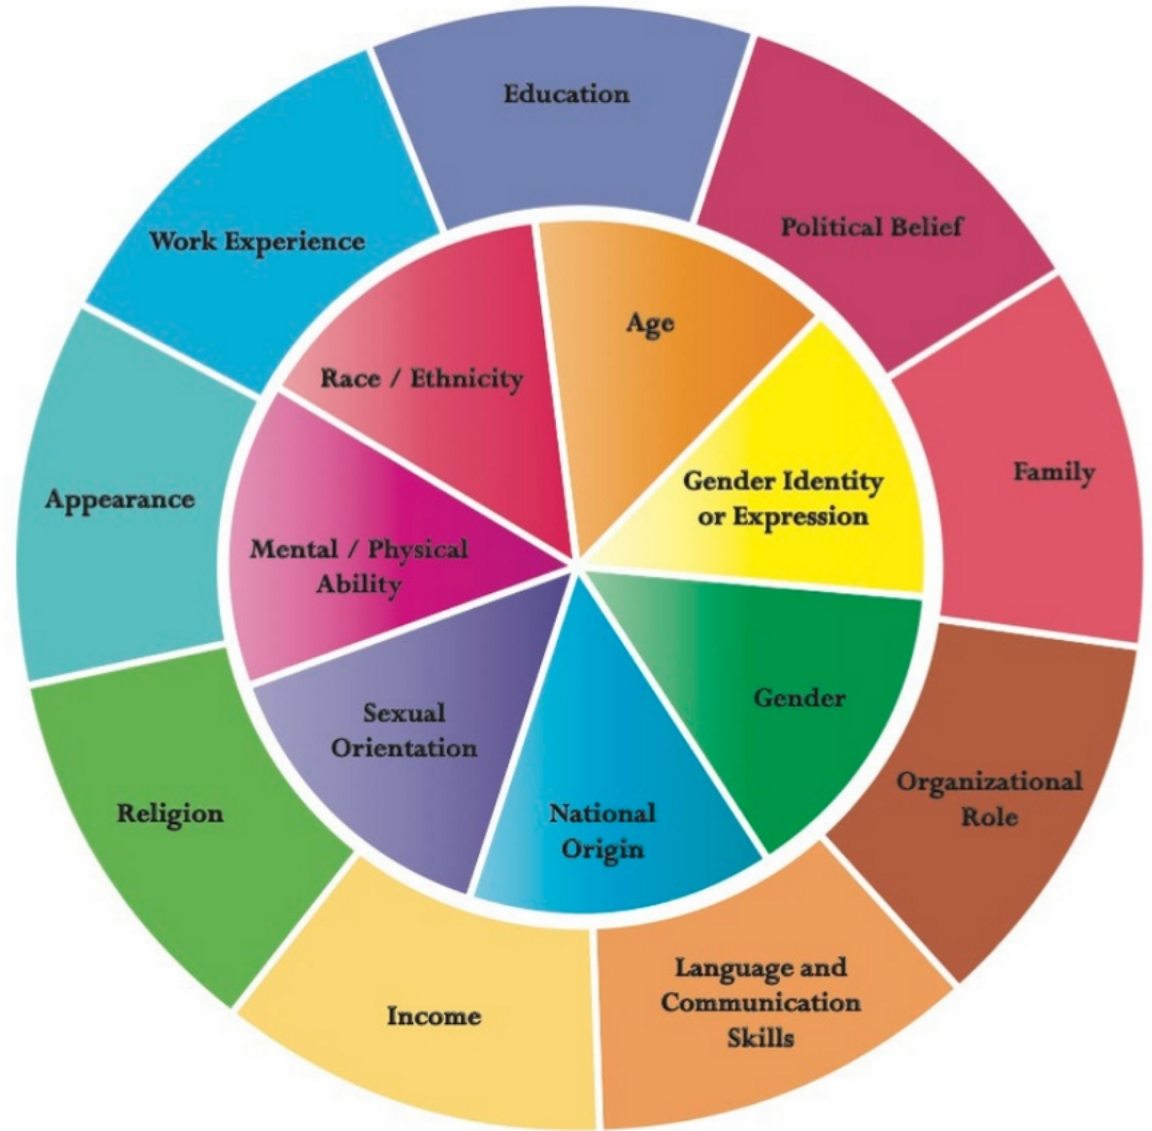 Education
Political Belief
Work Experience
Age
Race / Ethnicity
Family
Gender Identity
or Expression
Appearance
Mental / Physical
Ability
Gender
Sexual
Orientation
Organizational
Role
Religion
National
Origin
Language and
Communication
Skills
Income